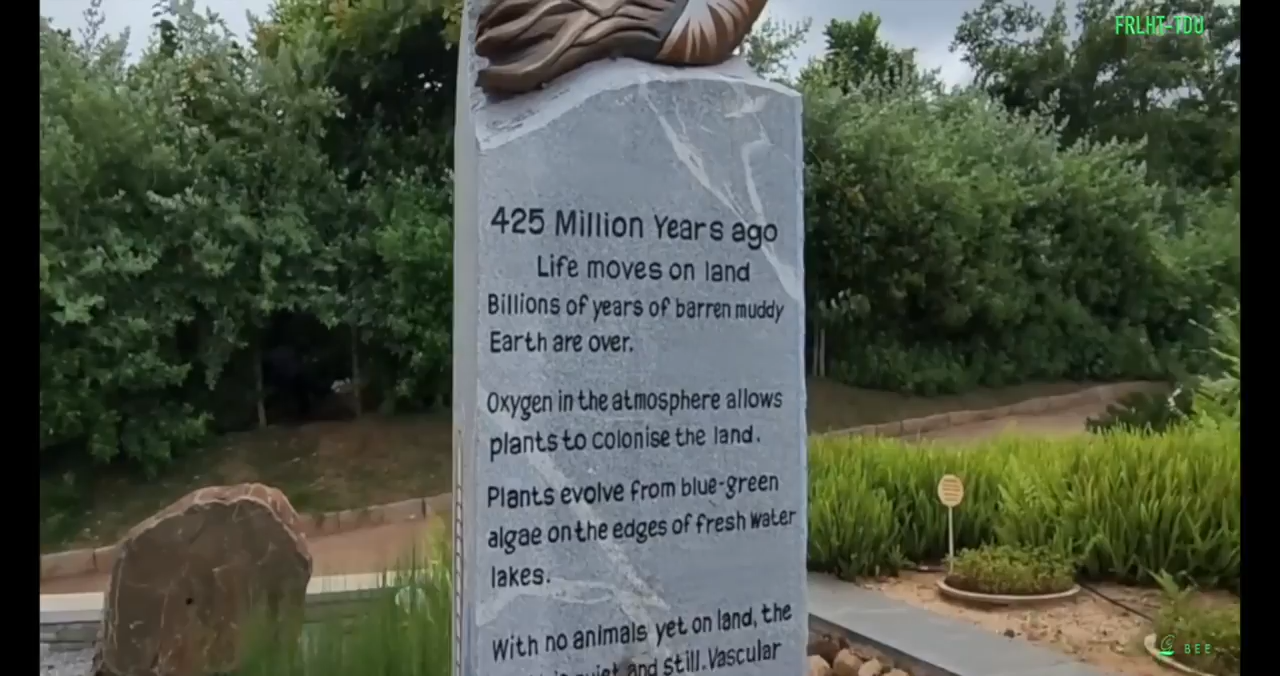 FRLHT-TDU
425 Million Years ago
Life moves on land
Billions of years of barren muddy
Earth are over.
Oxygen in the atmosphere allows
plants to colonise the land.
Plants evolve from blue-green
algae on the edges of fresh water
lakes.
With no animals yet on land, the
is quiet and still. Vascular
BEE